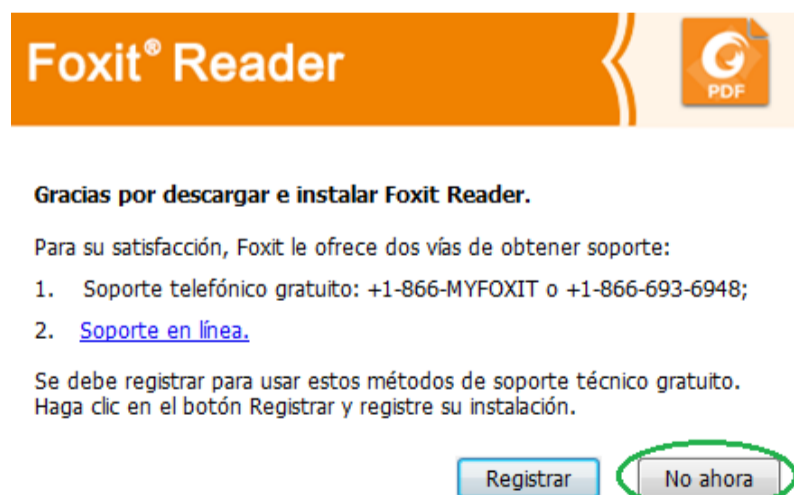 Foxit® Reader
PDF
Gracias por descargar e instalar Foxit Reader.
Para su satisfacción, Foxit le ofrece dos vías de obtener soporte:
1. Soporte telefónico gratuito: +1-866-MYFOXIT o +1-866-693-6948;
2. Soporte en línea.
Se debe registrar para usar estos métodos de soporte técnico gratuito.
Haga clic en el botón Registrar y registre su instalación.
Registrar No ahora